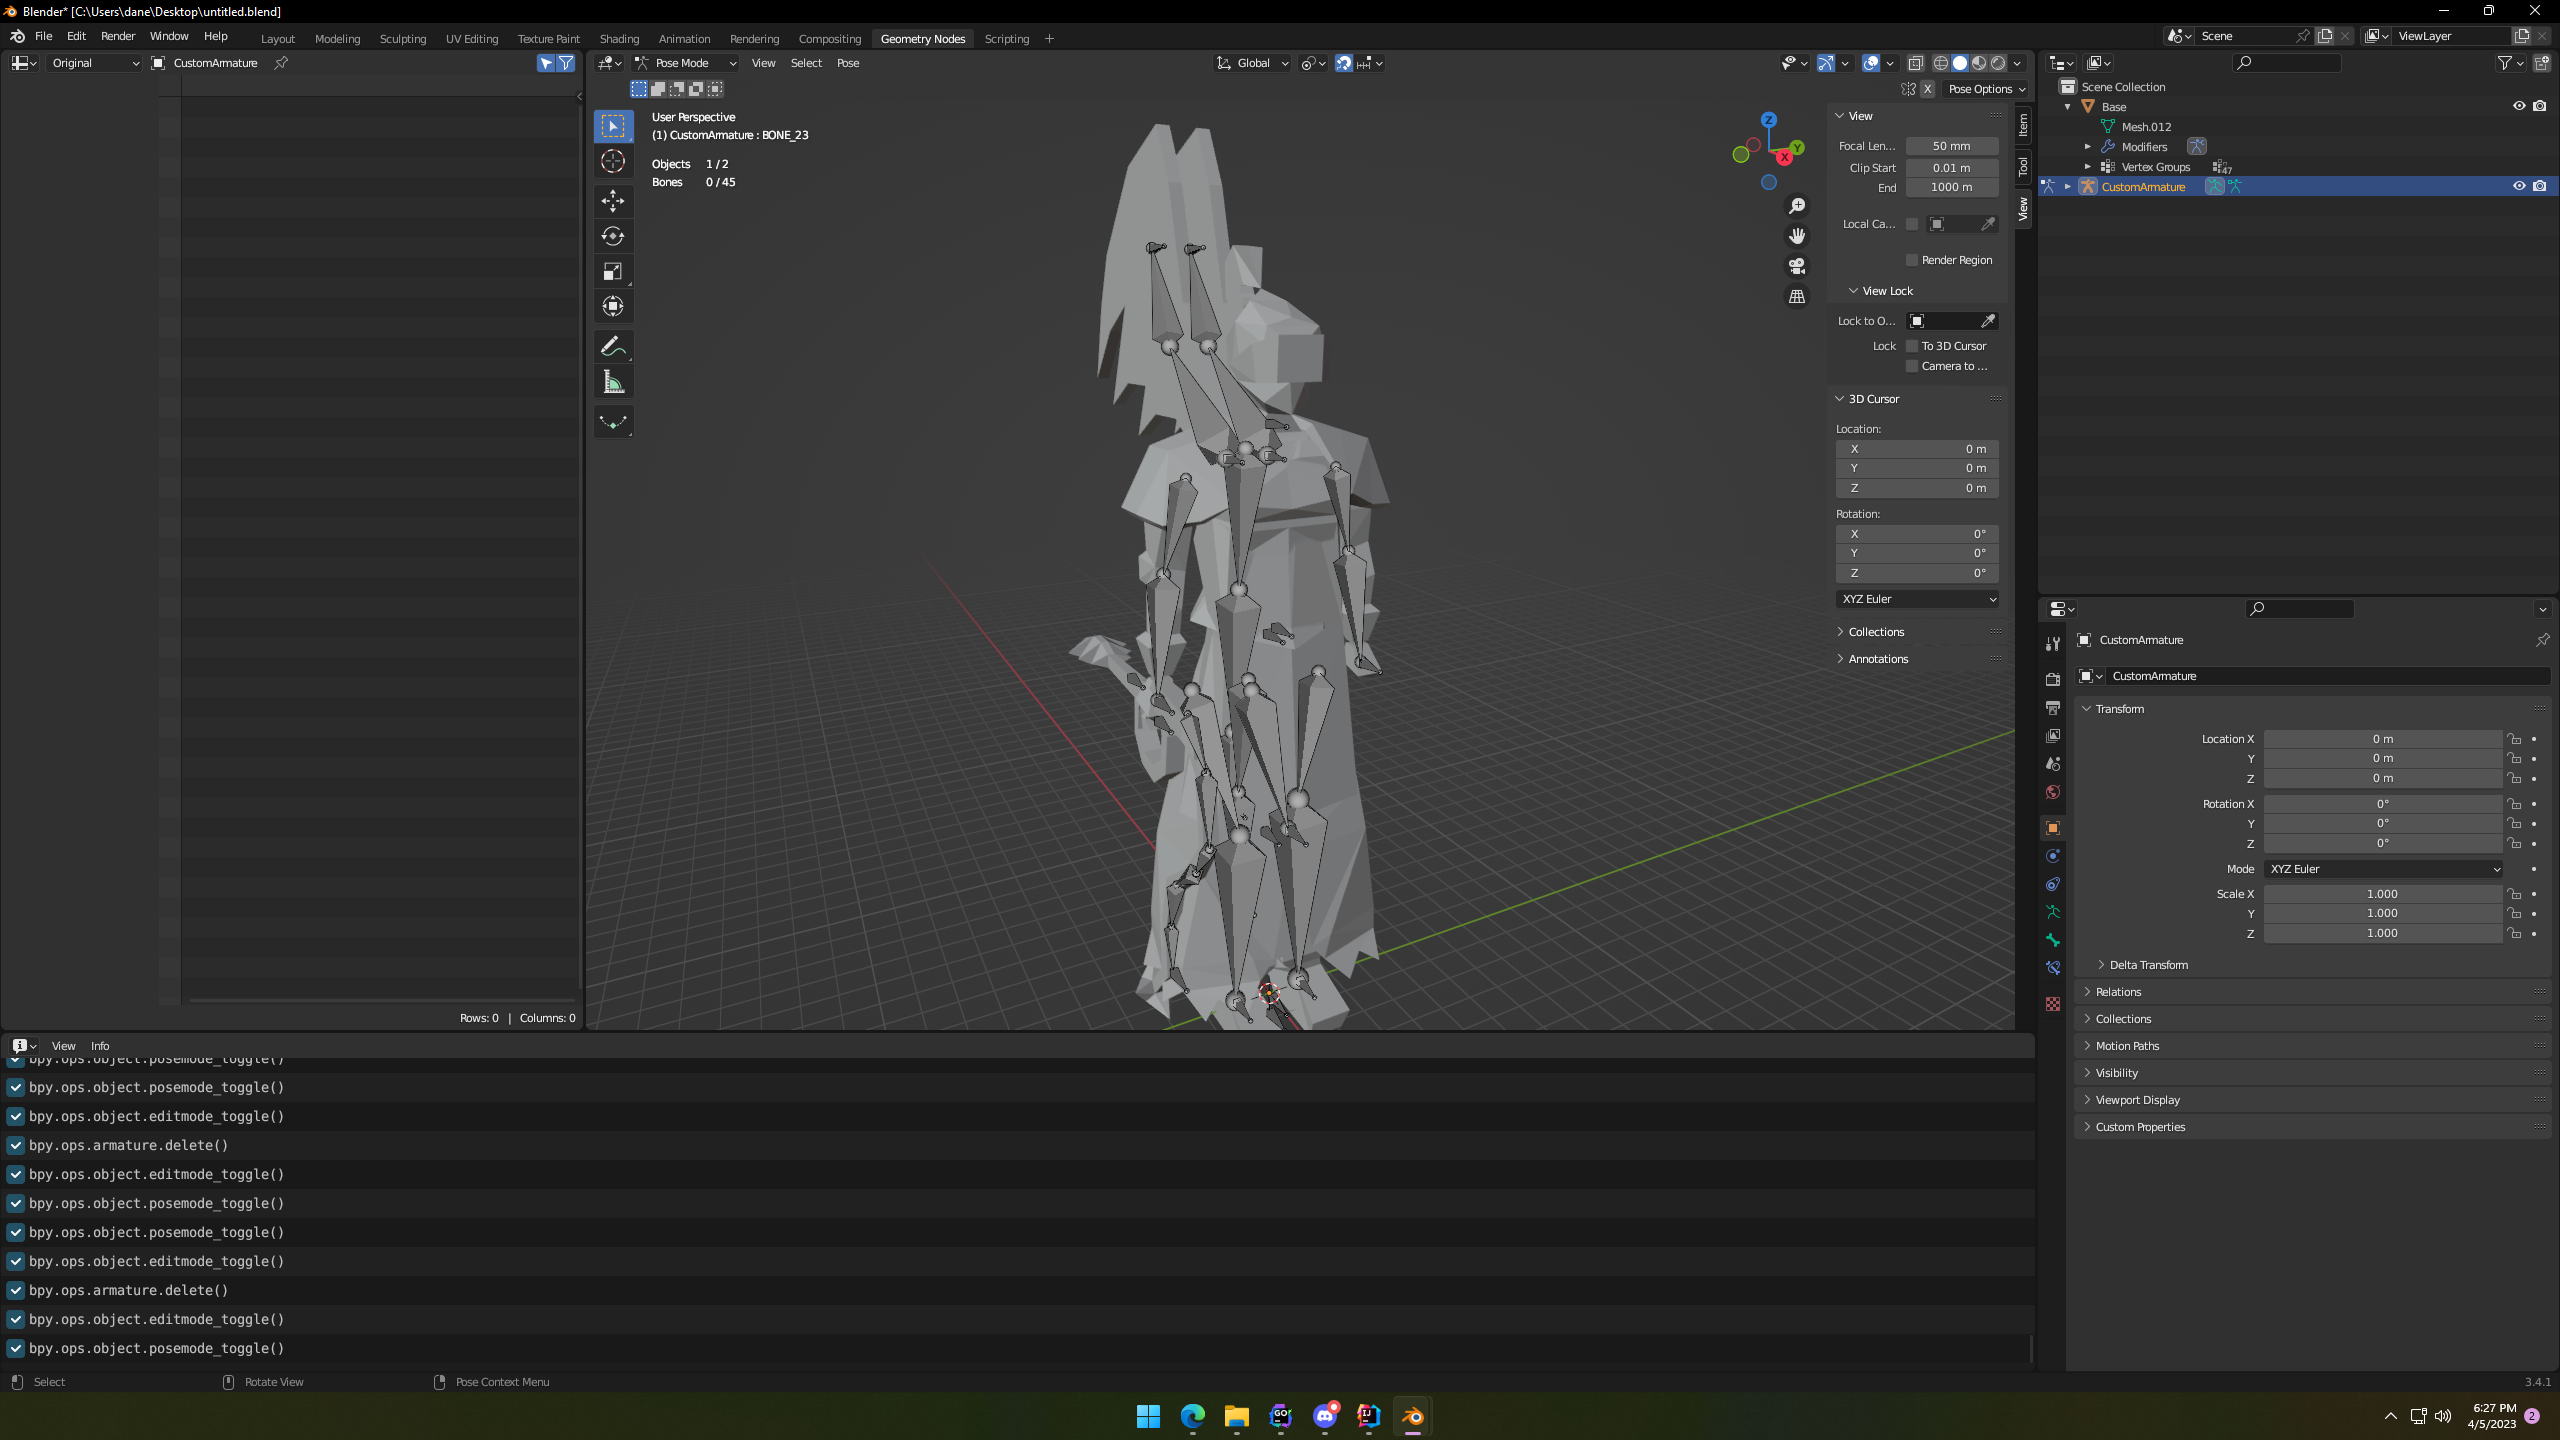 Blender* [C:\Users\dane\Desktop\untitled.blend]
File Edit Render Window Help Layout Modeling Sculpting UV Editing Texture Paint Shading Animation Rendering Compositing Geometry Nodes Scripting Scene ViewLayer
Original CustomArmature
Rows: 0 | Columns: 0
Pose Mode View Select Pose Global
X Pose Options
User Perspective
(1) CustomArmature : BONE_23
Objects 1 / 2
Bones 0 / 45
Z
Y
X
View
Focal Len... 50 mm
Clip Start 0.01 m
End 1000 m
Local Ca...
Render Region
View Lock
Lock to O...
Lock To 3D Cursor
Camera to ...
3D Cursor
Location:
X 0 m
Y 0 m
Z 0 m
Rotation:
X 0°
Y 0°
Z 0°
XYZ Euler
Collections
Annotations
Item
Tool
View
Scene Collection
Base
Mesh.012
Modifiers
Vertex Groups 47
CustomArmature
CustomArmature
CustomArmature
Transform
Location X 0 m
Y 0 m
Z 0 m
Rotation X 0°
Y 0°
Z 0°
Mode XYZ Euler
Scale X 1.000
Y 1.000
Z 1.000
Delta Transform
Relations
Collections
Motion Paths
Visibility
Viewport Display
Custom Properties
View Info
bpy.ops.object.posemode_toggle()
bpy.ops.object.posemode_toggle()
bpy.ops.object.editmode_toggle()
bpy.ops.armature.delete()
bpy.ops.object.editmode_toggle()
bpy.ops.object.posemode_toggle()
bpy.ops.object.posemode_toggle()
bpy.ops.object.editmode_toggle()
bpy.ops.armature.delete()
bpy.ops.object.editmode_toggle()
bpy.ops.object.posemode_toggle()
Select Rotate View Pose Context Menu 3.4.1
GO IJ
6:27 PM
4/5/2023 2